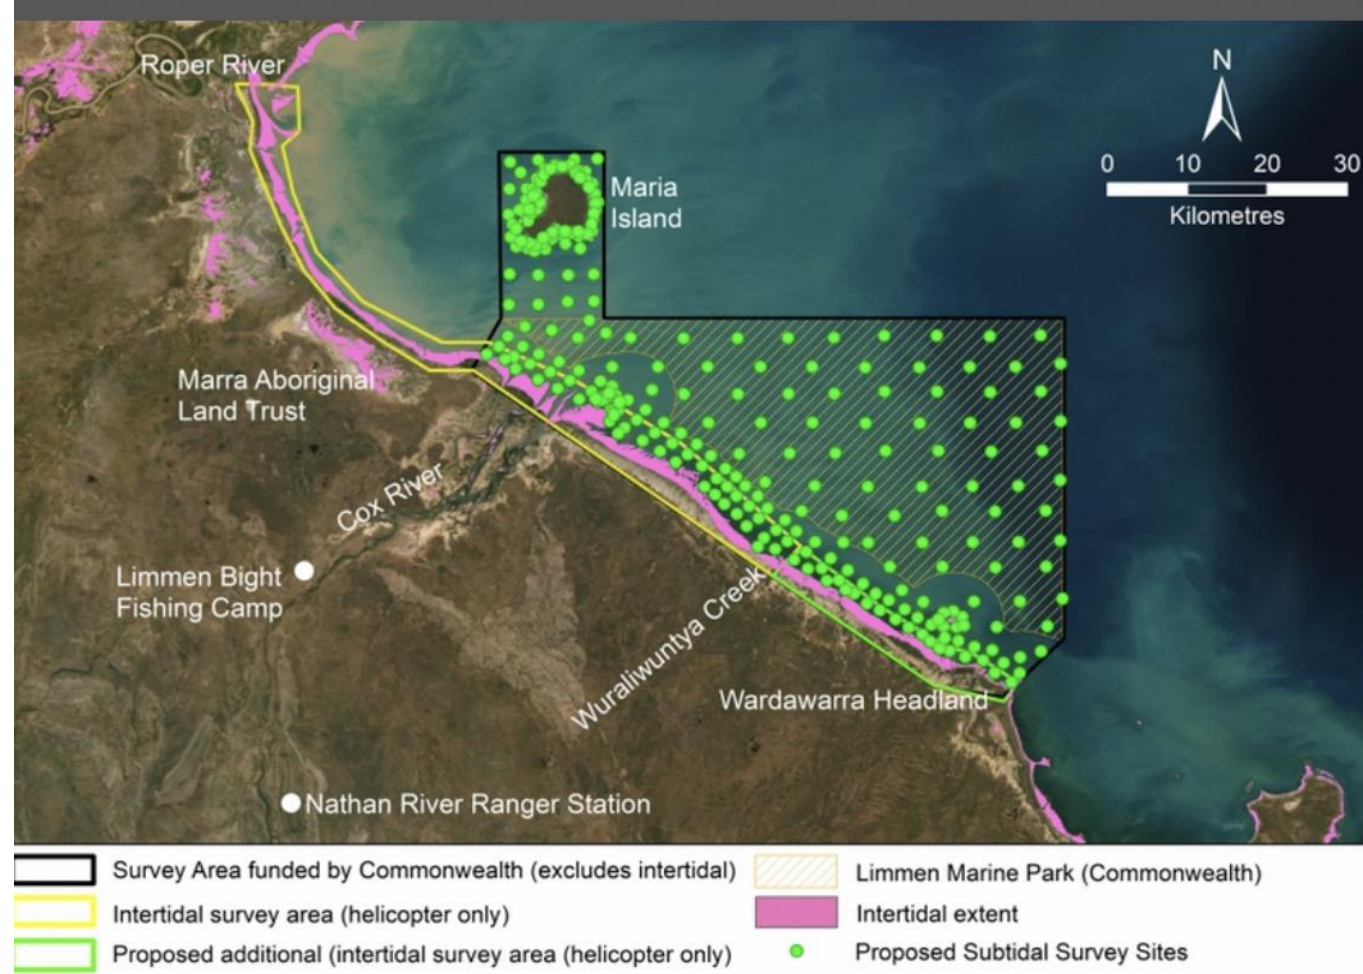 Roper River
N
0 10 20 30
Kilometres
Maria
Island
Marra Aboriginal
Land Trust
Cox River
Limmen Bight
Fishing Camp
Wuraliwuntya Creek
Wardawarra Headland
Nathan River Ranger Station
Survey Area funded by Commonwealth (excludes intertidal)
Intertidal survey area (helicopter only)
Proposed additional (intertidal survey area (helicopter only)
Limmen Marine Park (Commonwealth)
Intertidal extent
Proposed Subtidal Survey Sites